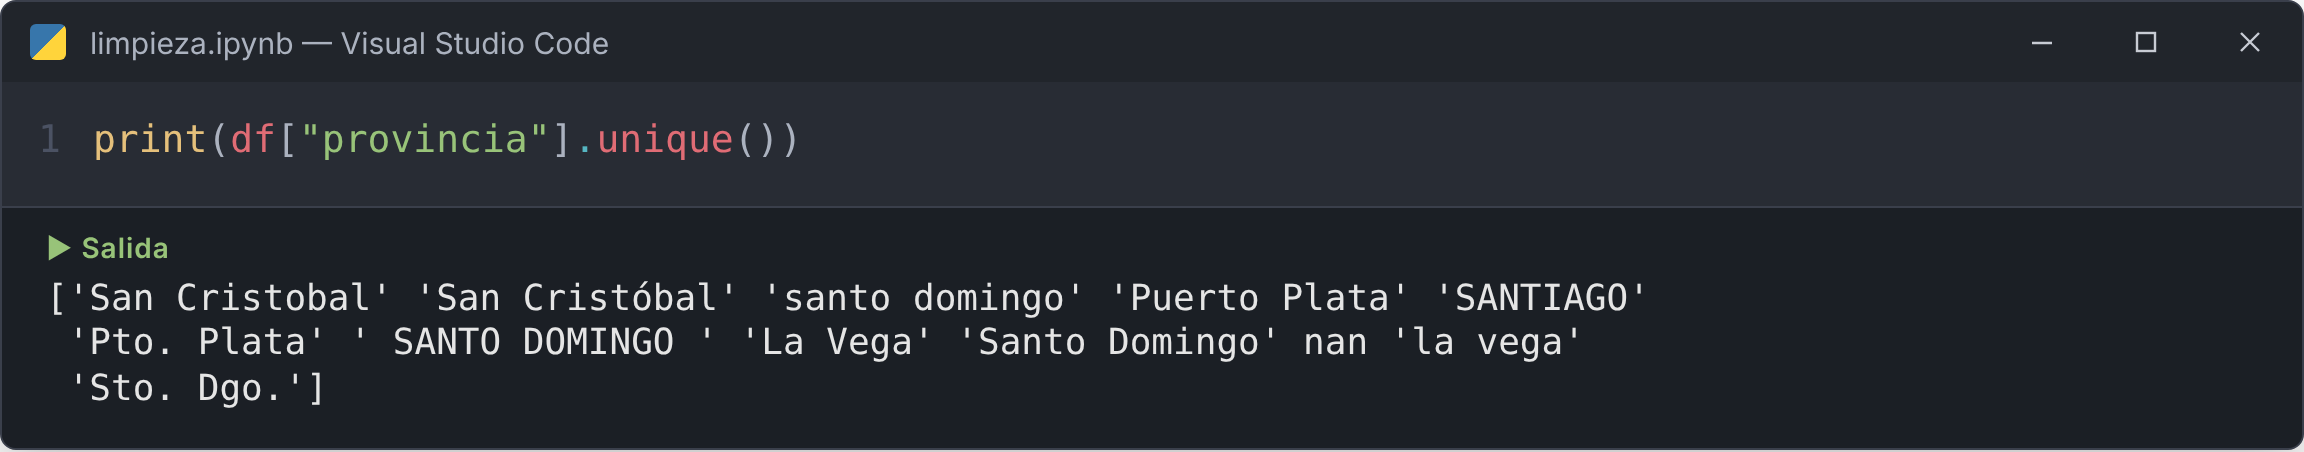 limpieza.ipynb — Visual Studio Code
1 print(df["provincia"].unique())
▶ Salida
['San Cristobal' 'San Cristóbal' 'santo domingo' 'Puerto Plata' 'SANTIAGO'
 'Pto. Plata' ' SANTO DOMINGO ' 'La Vega' 'Santo Domingo' nan 'la vega'
 'Sto. Dgo.']